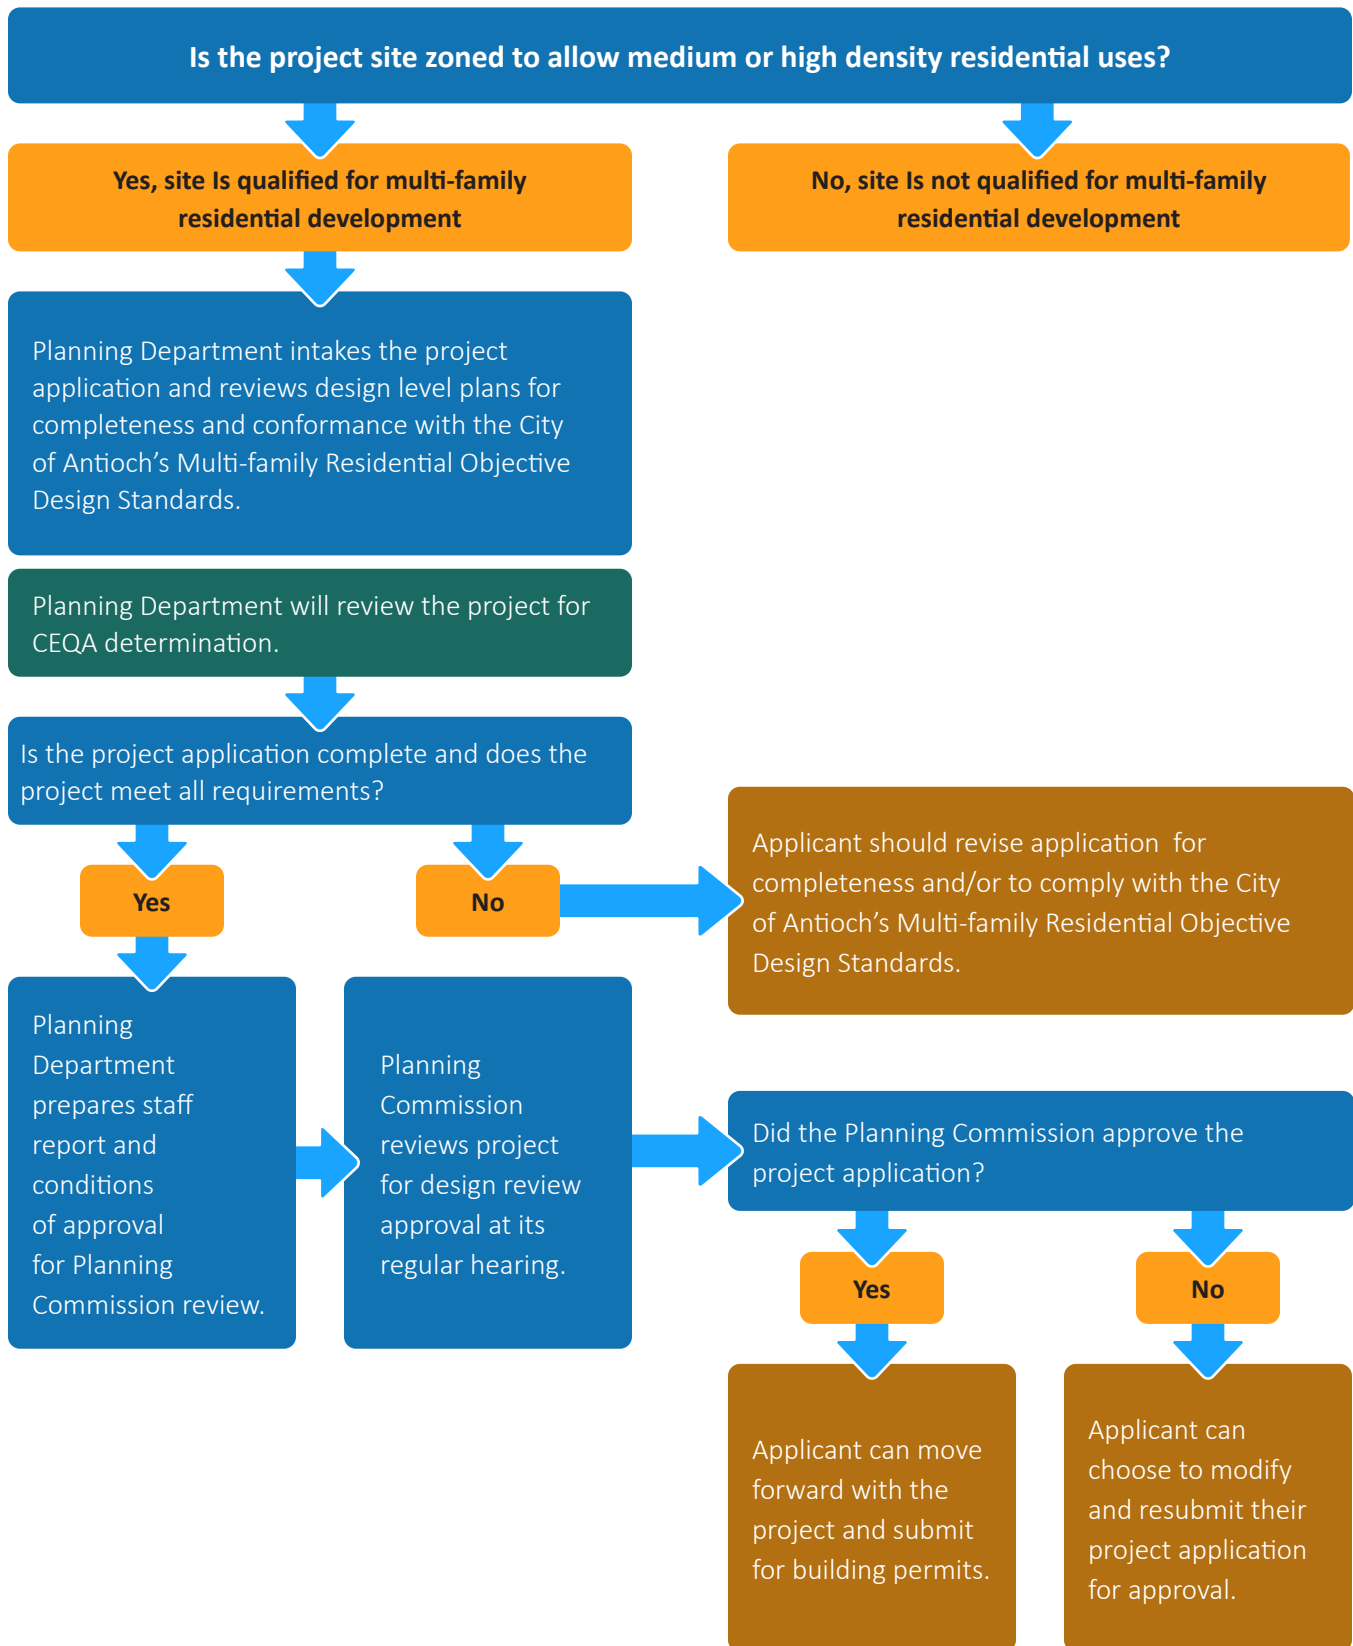 Is the project site zoned to allow medium or high density residential uses?
Yes, site Is qualified for multi-family
residential development
No, site Is not qualified for multi-family
residential development
Planning Department intakes the project
application and reviews design level plans for
completeness and conformance with the City
of Antioch’s Multi-family Residential Objective
Design Standards.
Planning Department will review the project for
CEQA determination.
Is the project application complete and does the
project meet all requirements?
Yes
No
Applicant should revise application  for
completeness and/or to comply with the City
of Antioch’s Multi-family Residential Objective
Design Standards.
Planning
Department
prepares staff
report and
conditions
of approval
for Planning
Commission review.
Planning
Commission
reviews project
for design review
approval at its
regular hearing.
Did the Planning Commission approve the
project application?
Yes
No
Applicant can move
forward with the
project and submit
for building permits.
Applicant can
choose to modify
and resubmit their
project application
for approval.